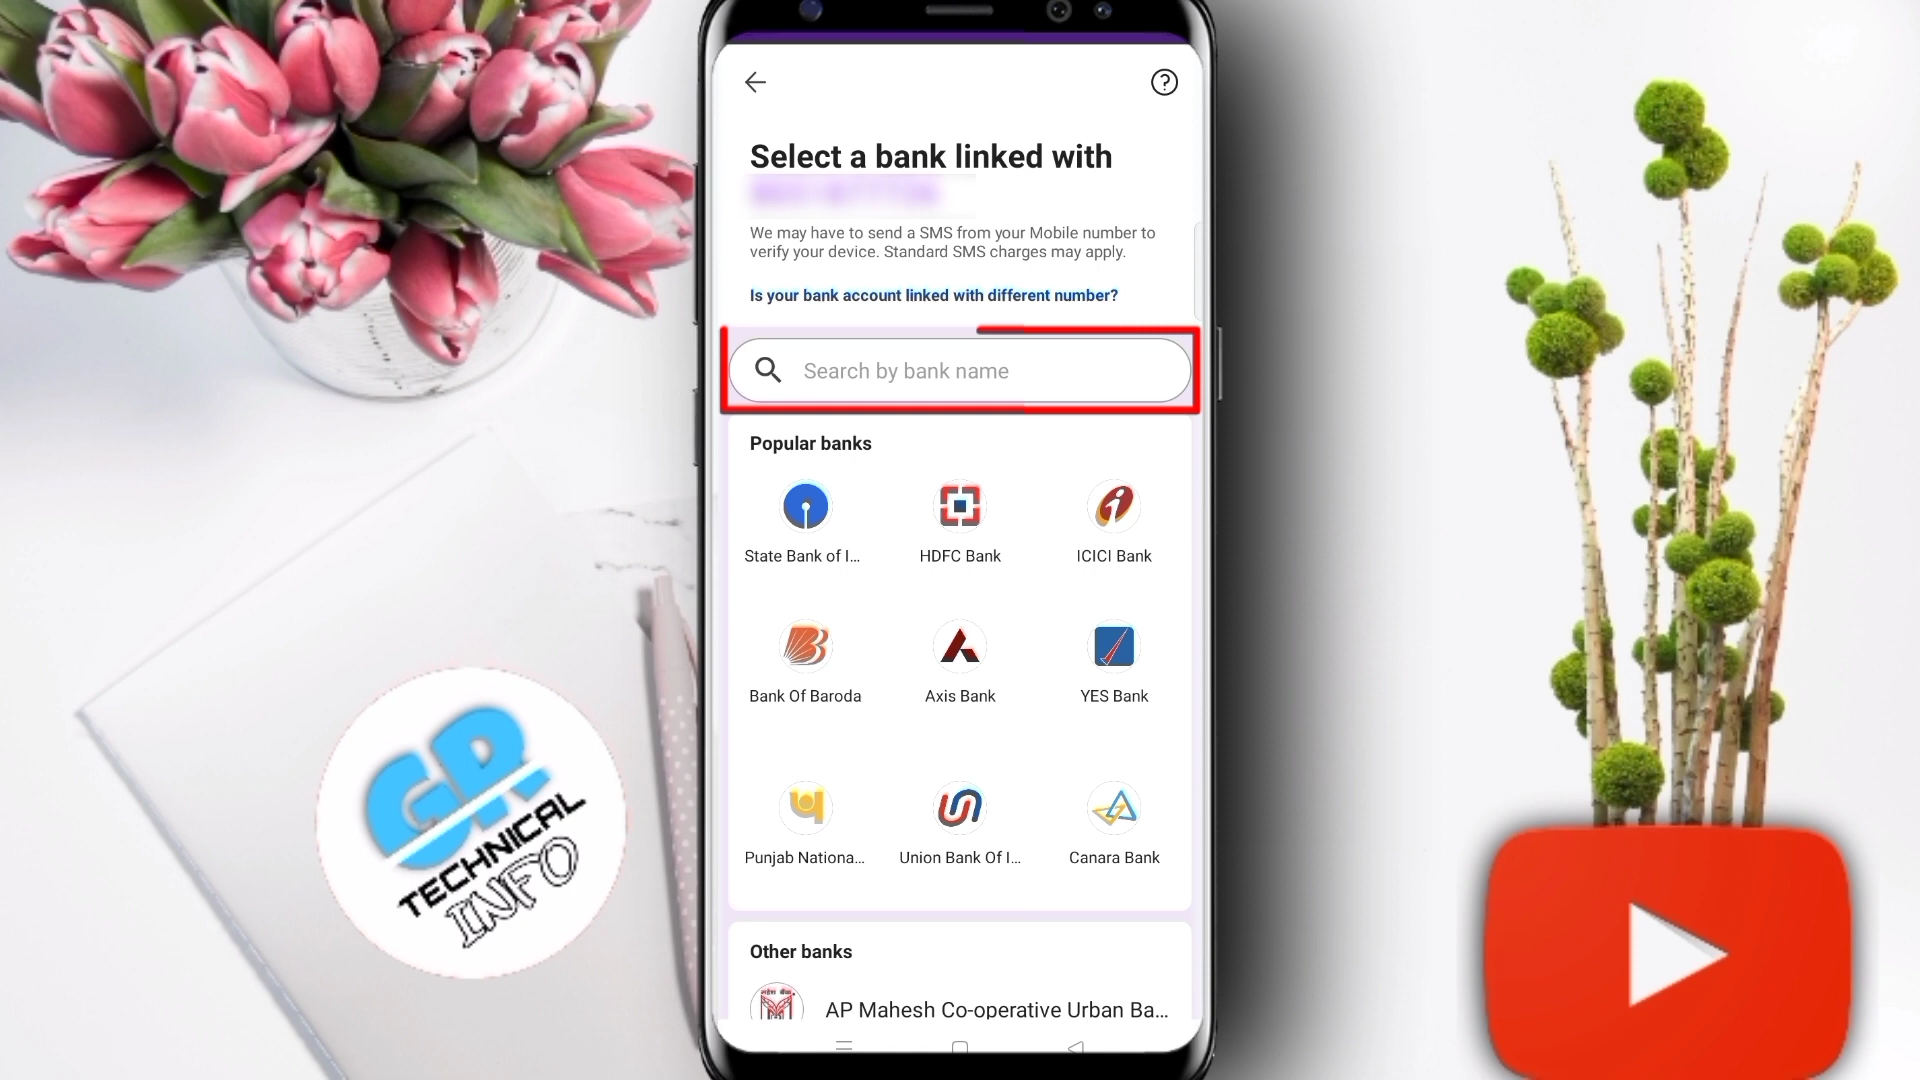 Select a bank linked with
We may have to send a SMS from your Mobile number to
verify your device. Standard SMS charges may apply.
Is your bank account linked with different number?
Search by bank name
Popular banks
State Bank of I...
HDFC Bank
ICICI Bank
Bank Of Baroda
Axis Bank
YES Bank
Punjab Nationa...
Union Bank Of I...
Canara Bank
Other banks
AP Mahesh Co-operative Urban Ba...
GR
TECHNICAL
INFO